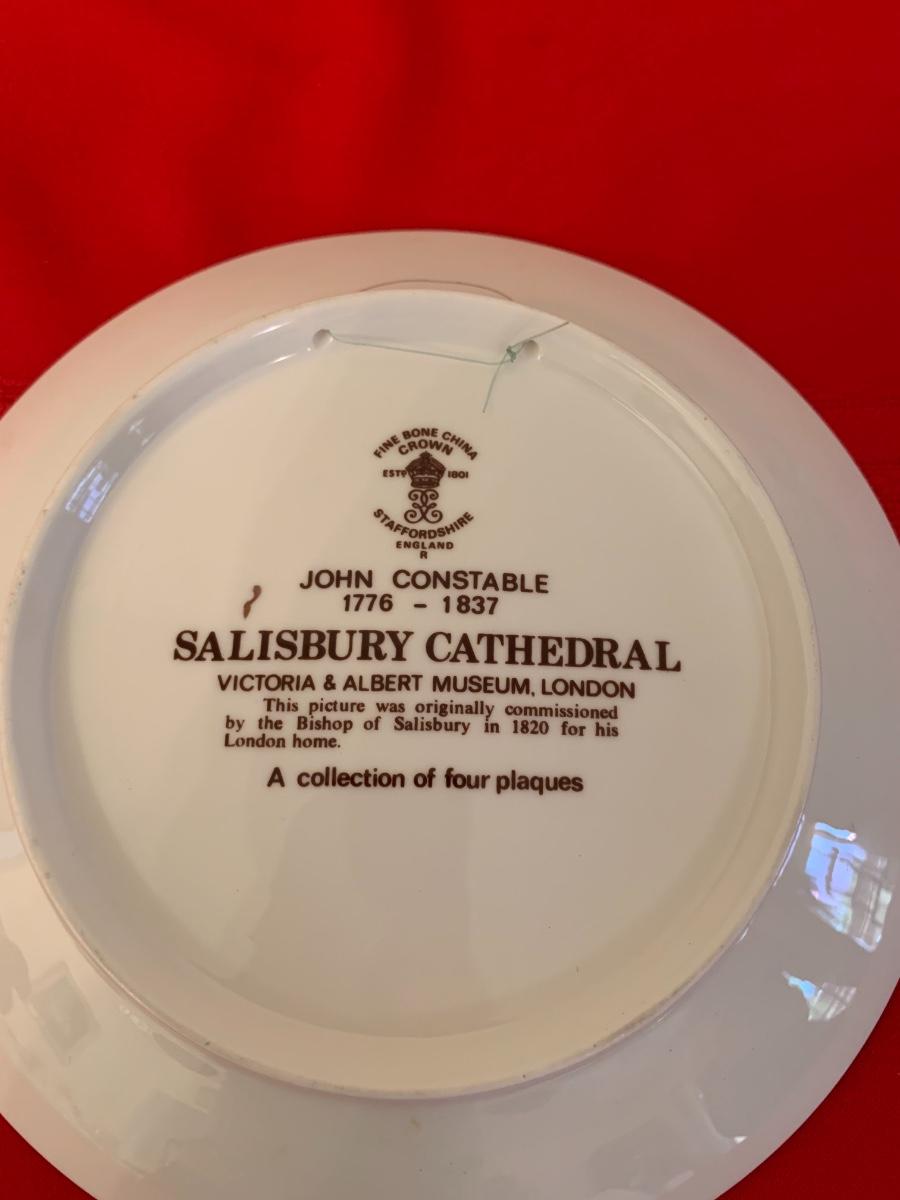 FINE BONE CHINA
CROWN
ESTD 1801
STAFFORDSHIRE
ENGLAND
R
JOHN CONSTABLE
1776 - 1837
SALISBURY CATHEDRAL
VICTORIA & ALBERT MUSEUM, LONDON
This picture was originally commissioned
by the Bishop of Salisbury in 1820 for his
London home.
A collection of four plaques